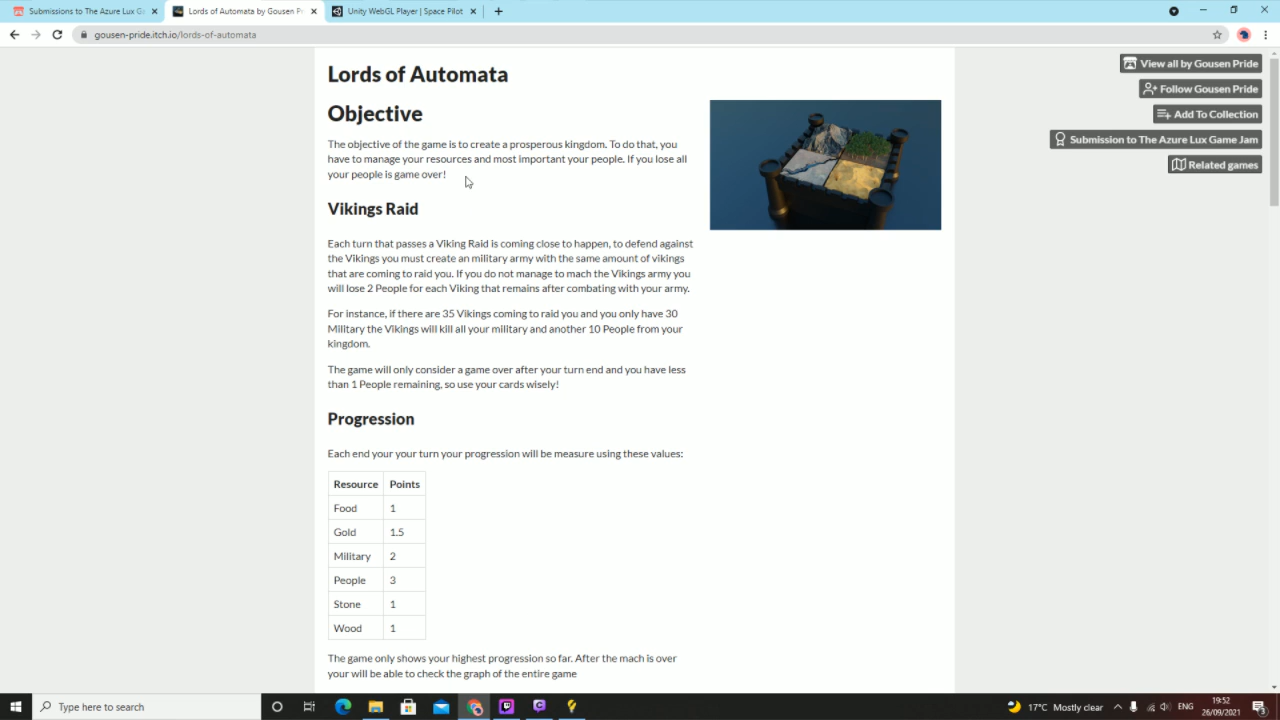 Submissions to The Azure Lux G
Lords of Automata by Gousen P
Unity WebGL Player | Space Pilot
gousen-pride.itch.io/lords-of-automata
View all by Gousen Pride
Follow Gousen Pride
Add To Collection
Submission to The Azure Lux Game Jam
Related games
Lords of Automata
Objective
The objective of the game is to create a prosperous kingdom. To do that, you
have to manage your resources and most important your people. If you lose all
your people is game over!
Vikings Raid
Each turn that passes a Viking Raid is coming close to happen, to defend against
the Vikings you must create an military army with the same amount of vikings
that are coming to raid you. If you do not manage to mach the Vikings army you
will lose 2 People for each Viking that remains after combating with your army.
For instance, if there are 35 Vikings coming to raid you and you only have 30
Military the Vikings will kill all your military and another 10 People from your
kingdom.
The game will only consider a game over after your turn end and you have less
than 1 People remaining, so use your cards wisely!
Progression
Each end your your turn your progression will be measure using these values:
Resource Points
Food 1
Gold 1.5
Military 2
People 3
Stone 1
Wood 1
The game only shows your highest progression so far. After the mach is over
your will be able to check the graph of the entire game
Type here to search
17°C Mostly clear
ENG
19:52
26/09/2021
3